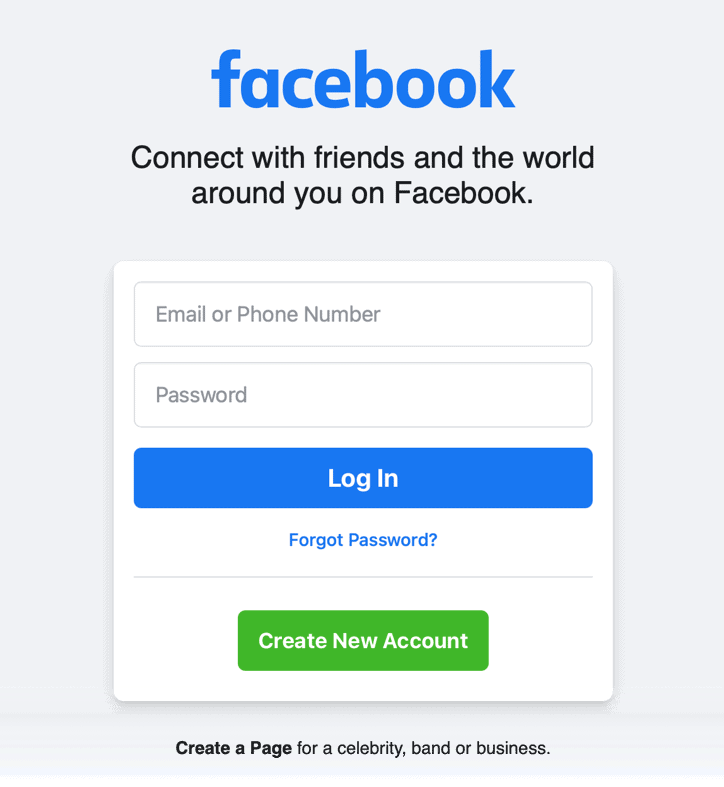 facebook
Connect with friends and the world
around you on Facebook.
Email or Phone Number
Password
Log In
Forgot Password?
Create New Account
Create a Page for a celebrity, band or business.